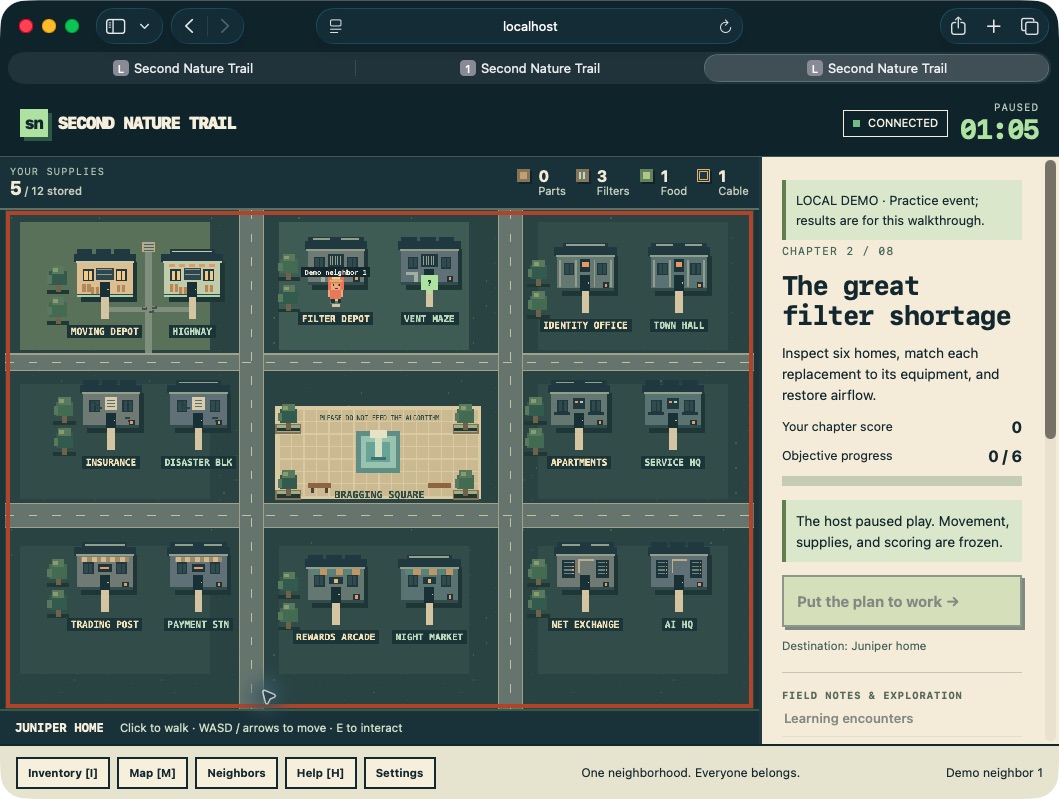 localhost
L Second Nature Trail
1 Second Nature Trail
L Second Nature Trail
sn SECOND NATURE TRAIL
CONNECTED
PAUSED
01:05
YOUR SUPPLIES
5 / 12 stored
0 Parts
3 Filters
1 Food
1 Cable
MOVING DEPOT
HIGHWAY
Demo neighbor 1
FILTER DEPOT
?
VENT MAZE
IDENTITY OFFICE
TOWN HALL
INSURANCE
DISASTER BLK
PLEASE DO NOT FEED THE ALGORITHM
BRAGGING SQUARE
APARTMENTS
SERVICE HQ
TRADING POST
PAYMENT STN
REWARDS ARCADE
NIGHT MARKET
NET EXCHANGE
AI HQ
JUNIPER HOME
Click to walk · WASD / arrows to move · E to interact
LOCAL DEMO · Practice event;
results are for this walkthrough.
CHAPTER 2 / 08
The great
filter shortage
Inspect six homes, match each
replacement to its equipment, and
restore airflow.
Your chapter score 0
Objective progress 0 / 6
The host paused play. Movement,
supplies, and scoring are frozen.
Put the plan to work →
Destination: Juniper home
FIELD NOTES & EXPLORATION
Learning encounters
Inventory [I]
Map [M]
Neighbors
Help [H]
Settings
One neighborhood. Everyone belongs.
Demo neighbor 1